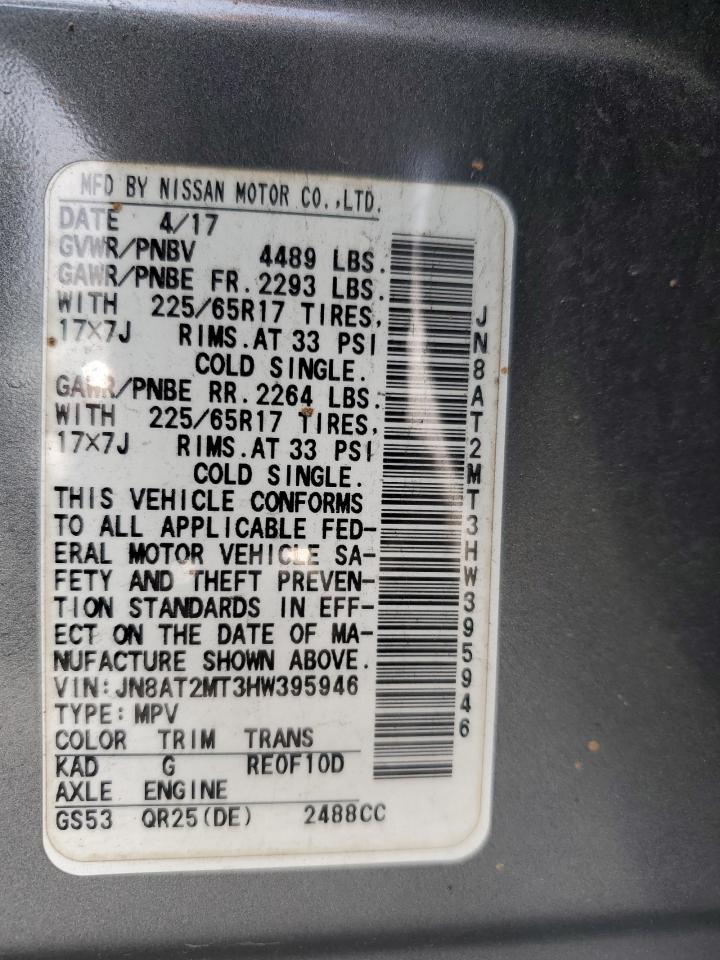 MFD BY NISSAN MOTOR CO.,LTD.
DATE 4/17
GVWR/PNBV 4489 LBS.
GAWR/PNBE FR.2293 LBS.
WITH 225/65R17 TIRES,
17X7J RIMS.AT 33 PSI
COLD SINGLE.
GAWR/PNBE RR.2264 LBS.
WITH 225/65R17 TIRES,
17X7J RIMS.AT 33 PSI
COLD SINGLE.
THIS VEHICLE CONFORMS
TO ALL APPLICABLE FED-
ERAL MOTOR VEHICLE SA-
FETY AND THEFT PREVEN-
TION STANDARDS IN EFF-
ECT ON THE DATE OF MA-
NUFACTURE SHOWN ABOVE.
VIN:JN8AT2MT3HW395946
TYPE:MPV
COLOR TRIM TRANS
KAD G RE0F10D
AXLE ENGINE
GS53 QR25(DE) 2488CC
JN8AT2MT3HW395946